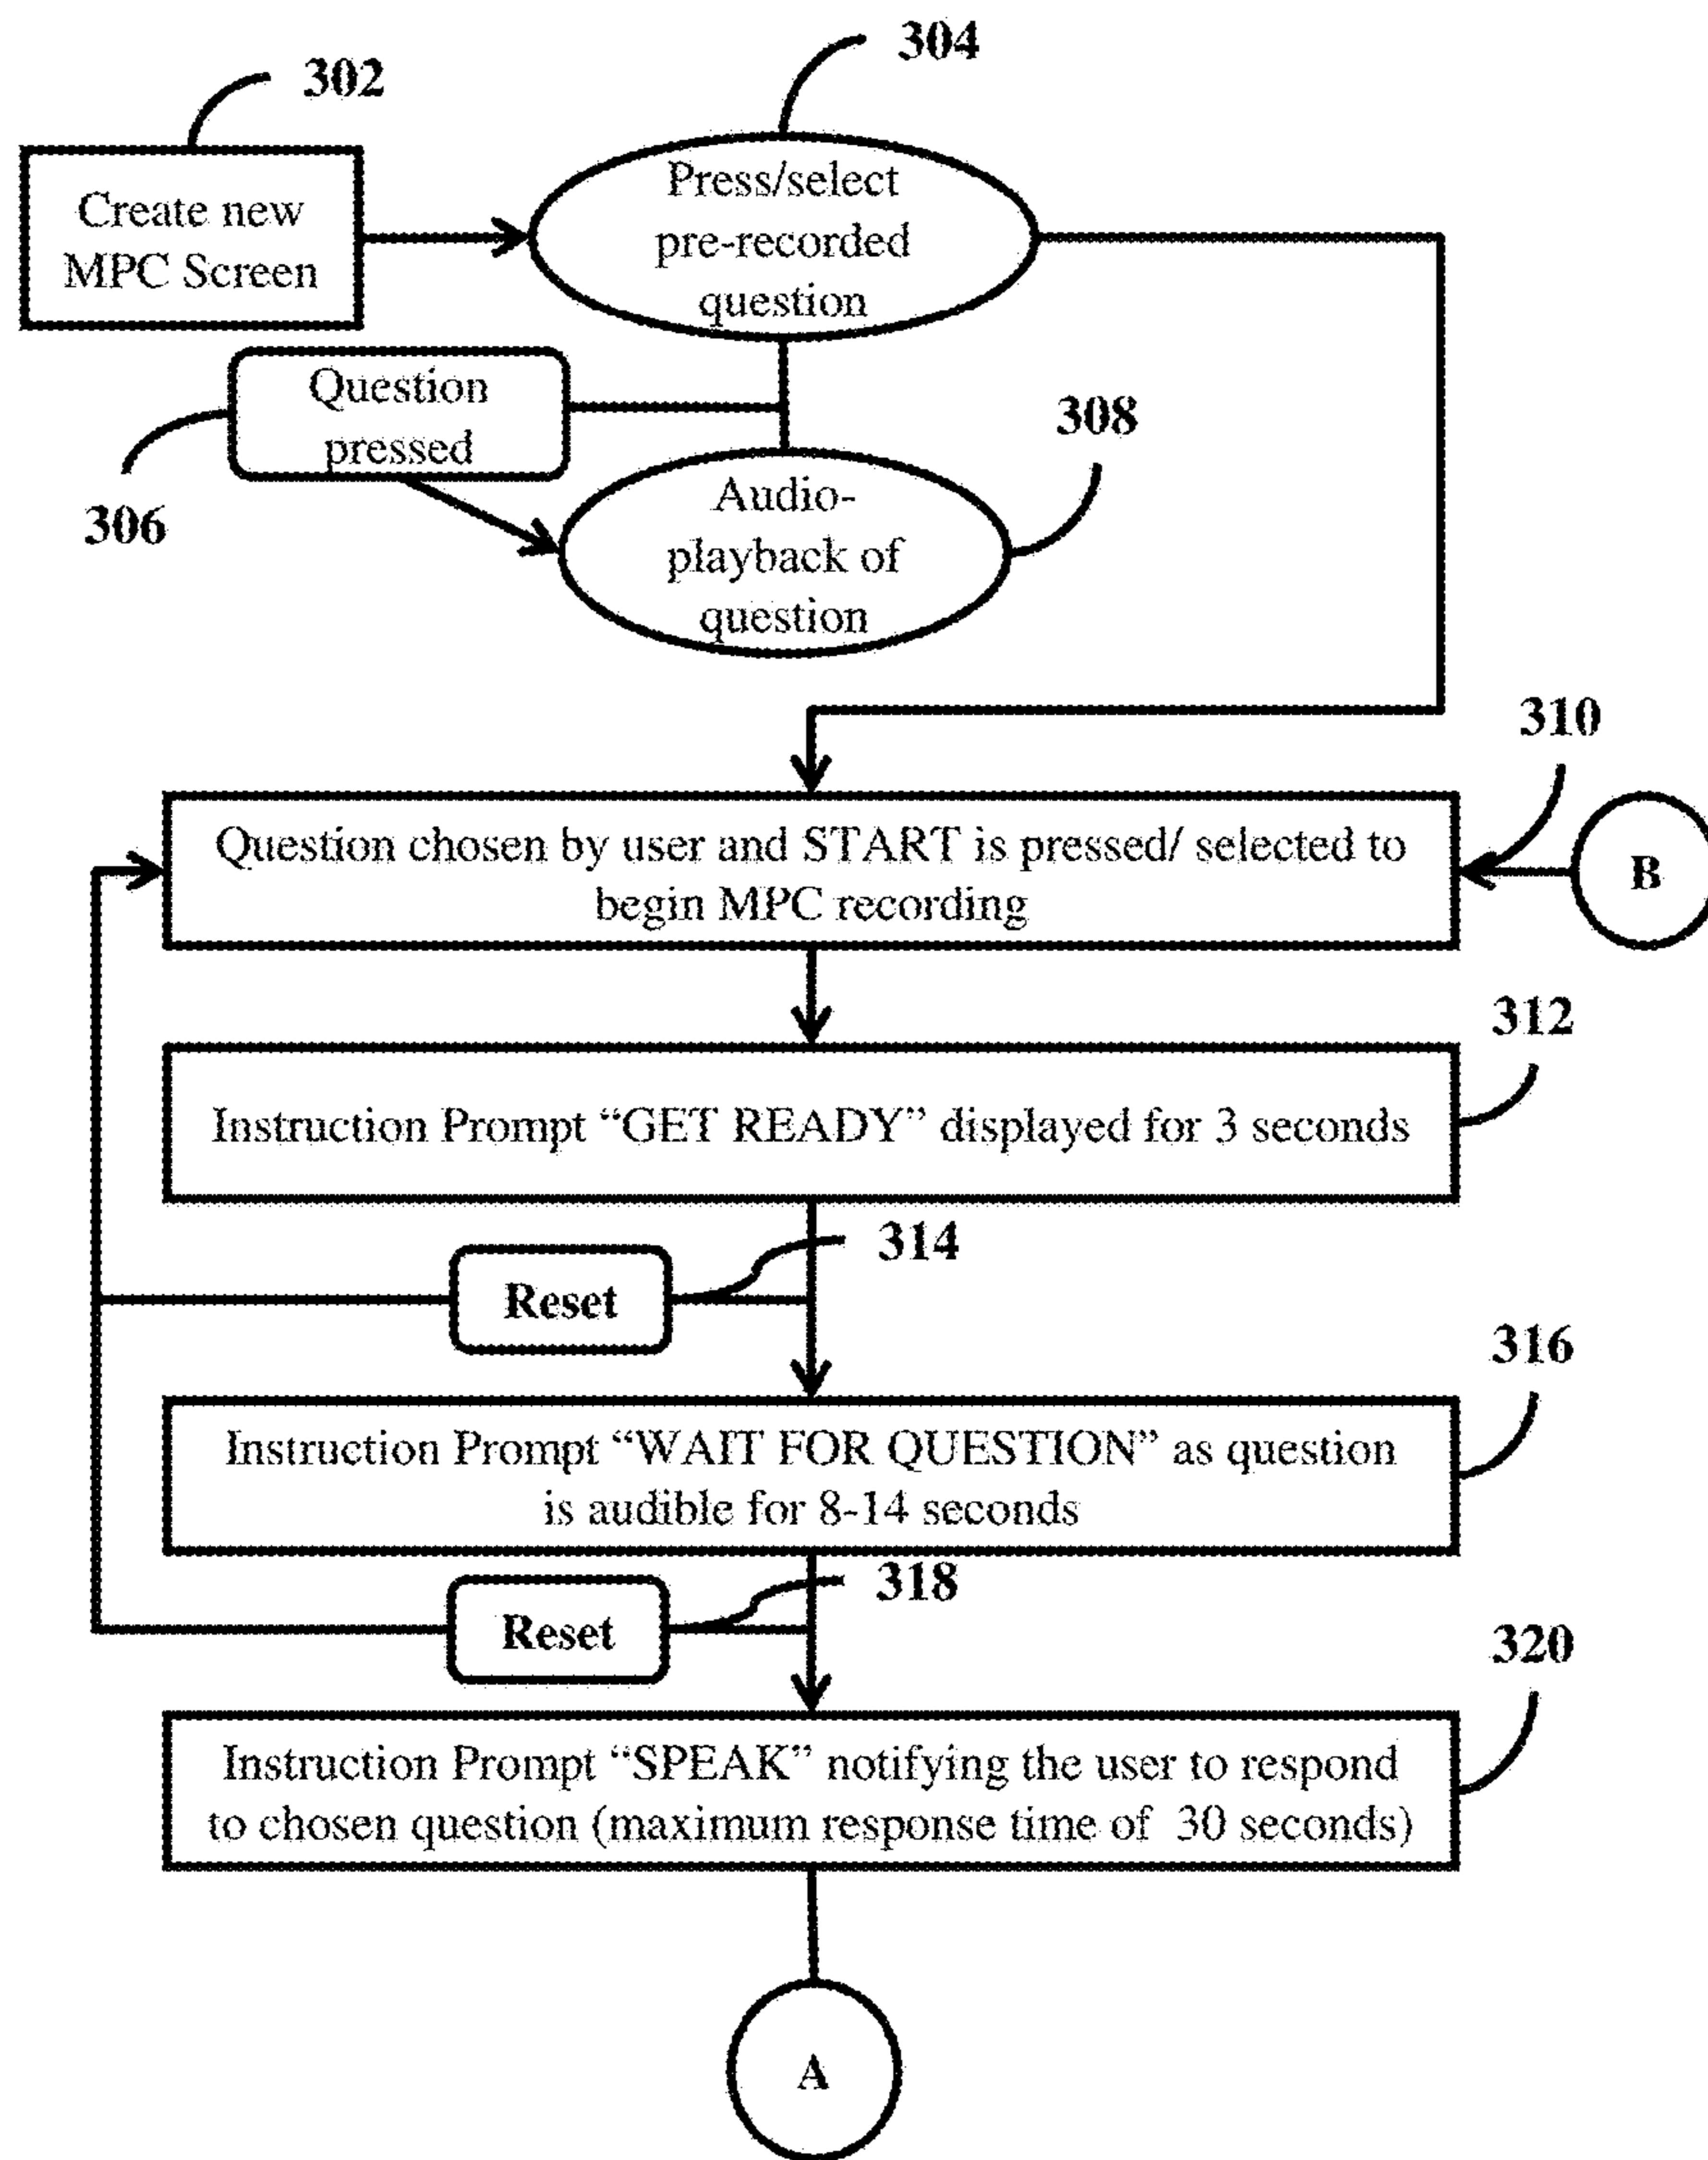 304
302
Create new
MPC Screen
Press/select
pre-recorded
question
Question
pressed
306
308
Audio-
playback of
question
310
Question chosen by user and START is pressed/ selected to
begin MPC recording
B
312
Instruction Prompt “GET READY” displayed for 3 seconds
314
Reset
316
Instruction Prompt “WAIT FOR QUESTION” as question
is audible for 8-14 seconds
318
Reset
320
Instruction Prompt “SPEAK” notifying the user to respond
to chosen question (maximum response time of 30 seconds)
A